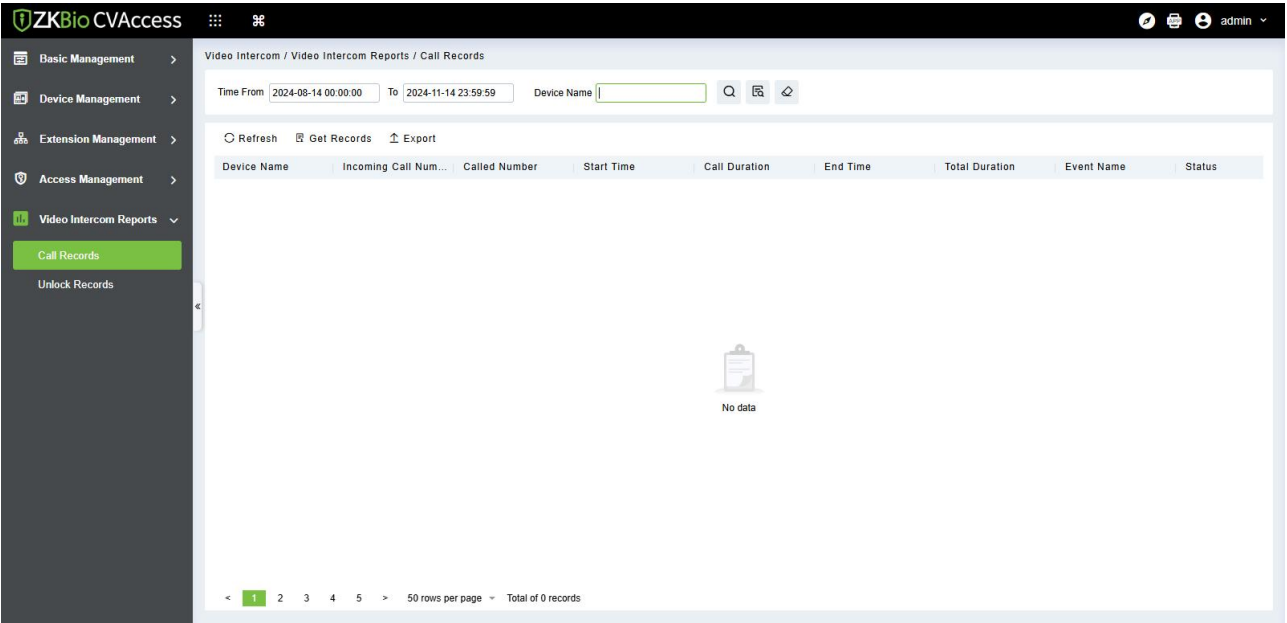 ZKBio CVAccess
admin
Basic Management
Device Management
Extension Management
Access Management
Video Intercom Reports
Call Records
Unlock Records
Video Intercom / Video Intercom Reports / Call Records
Time From 2024-08-14 00:00:00 To 2024-11-14 23:59:59 Device Name
Refresh Get Records Export
Device Name Incoming Call Num... Called Number Start Time Call Duration End Time Total Duration Event Name Status
No data
< 1 2 3 4 5 > 50 rows per page Total of 0 records